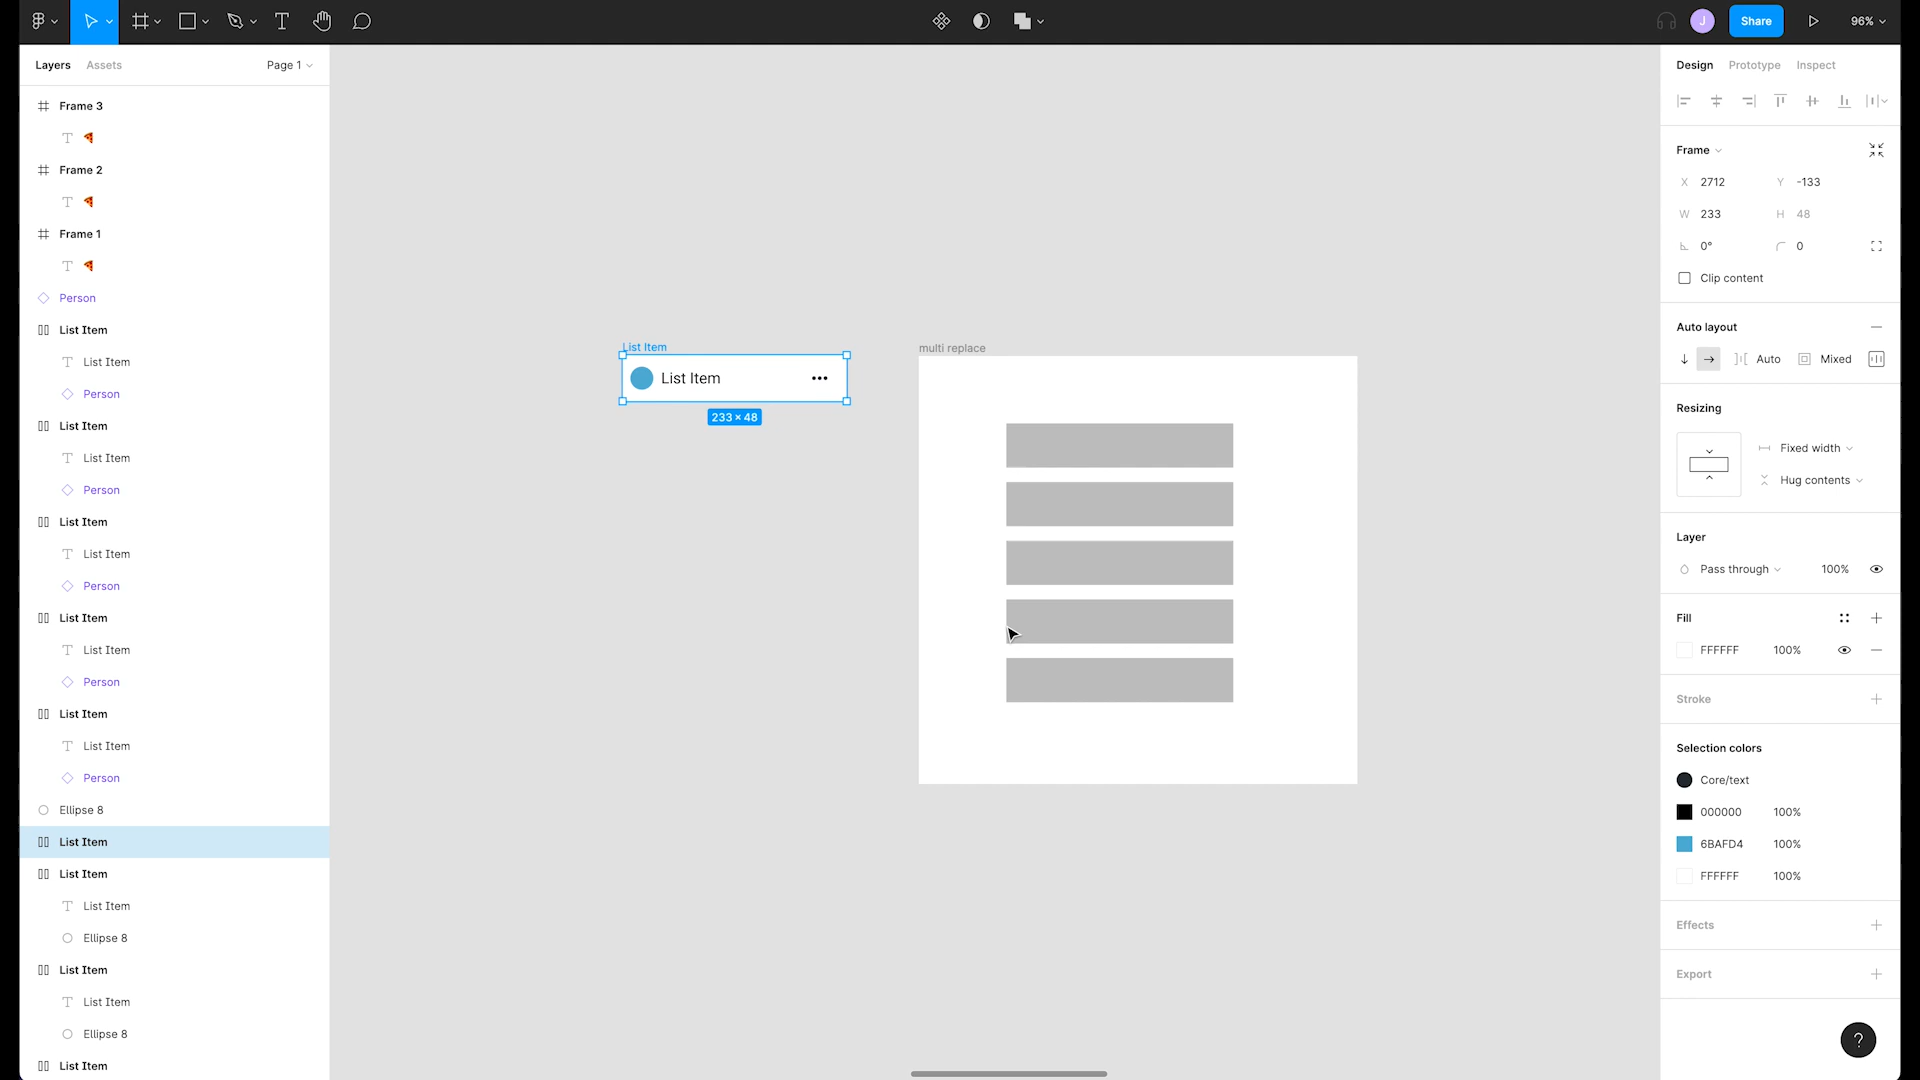 J
Share
96%
Layers
Assets
Page 1
Frame 3
T 🍕
Frame 2
T 🍕
Frame 1
T 🍕
Person
List Item
T List Item
Person
List Item
T List Item
Person
List Item
T List Item
Person
List Item
T List Item
Person
List Item
T List Item
Person
Ellipse 8
List Item
List Item
T List Item
Ellipse 8
List Item
T List Item
Ellipse 8
List Item
List Item
List Item
233 × 48
multi replace
Design
Prototype
Inspect
Frame
X 2712
Y -133
W 233
H 48
0°
0
Clip content
Auto layout
Auto
Mixed
Resizing
Fixed width
Hug contents
Layer
Pass through
100%
Fill
FFFFFF
100%
Stroke
Selection colors
Core/text
000000
100%
6BAFD4
100%
FFFFFF
100%
Effects
Export
?